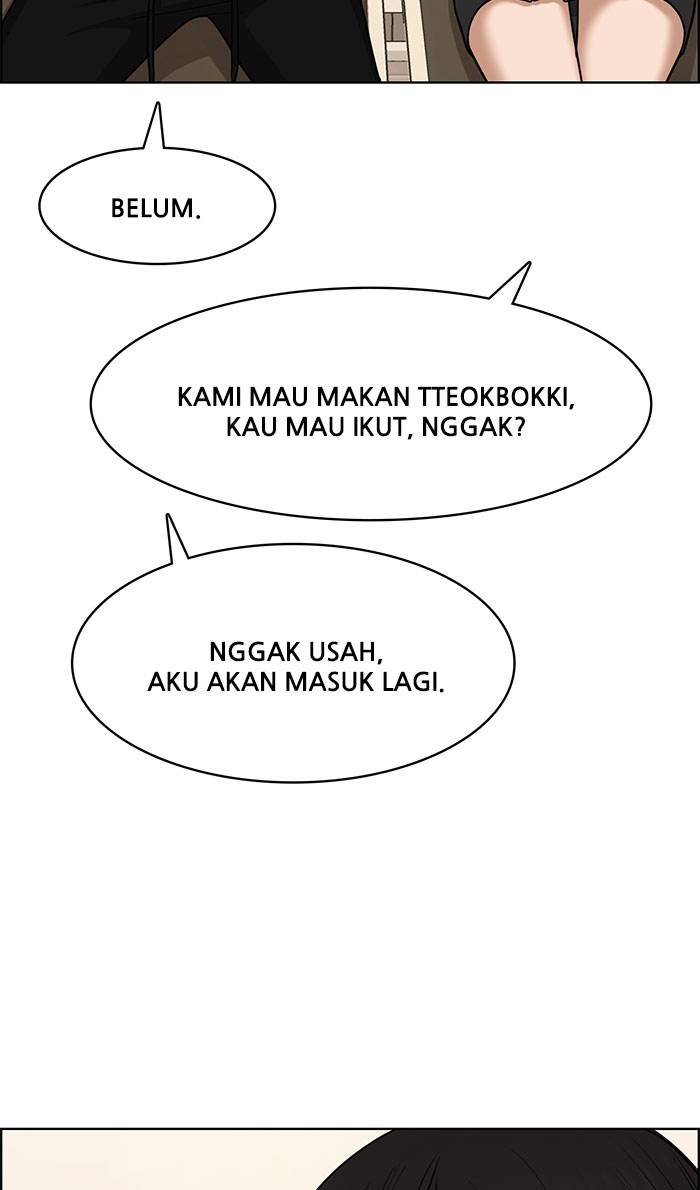 BELUM.
KAMI MAU MAKAN TTEOKBOKKI,
KAU MAU IKUT, NGGAK?
NGGAK USAH,
AKU AKAN MASUK LAGI.